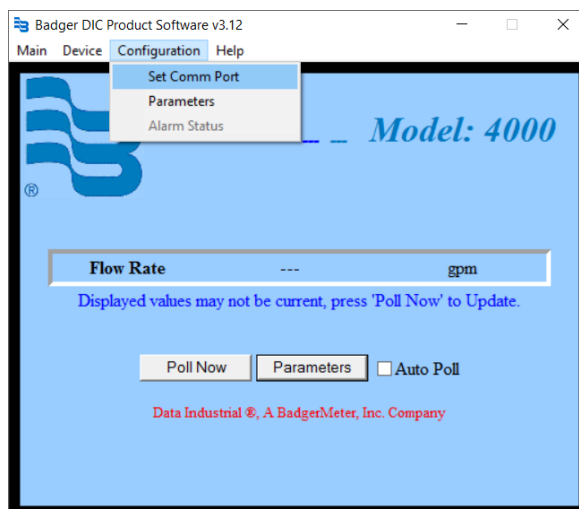 Badger DIC Product Software v3.12
Main Device Configuration Help
Set Comm Port
Parameters
Alarm Status
Model: 4000
®
Flow Rate --- gpm
Displayed values may not be current, press 'Poll Now' to Update.
Poll Now Parameters Auto Poll
Data Industrial ®, A BadgerMeter, Inc. Company